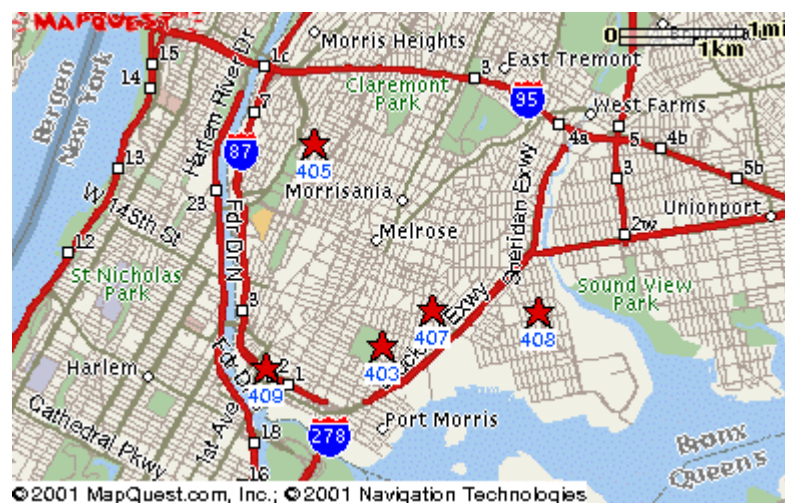 MAPQUEST
0 1mi
1km
15
1c
Morris Heights
3
East Tremont
14
Harlem River Dr
7
Claremont
Park
95
West Farms
Bergen
New York
87
4a
5
4b
405
13
3
5b
W 145th St
23
Morrisania
Sheridan Exwy
Unionport
Fdr Dr N
2w
12
Melrose
St Nicholas
Park
Sound View
Park
3
Exwy
407
408
403
Harlem
2
1
409
1st Ave
Cathedral Pkwy
18
Port Morris
278
16
Bronx
Queens
©2001 MapQuest.com, Inc.; ©2001 Navigation Technologies